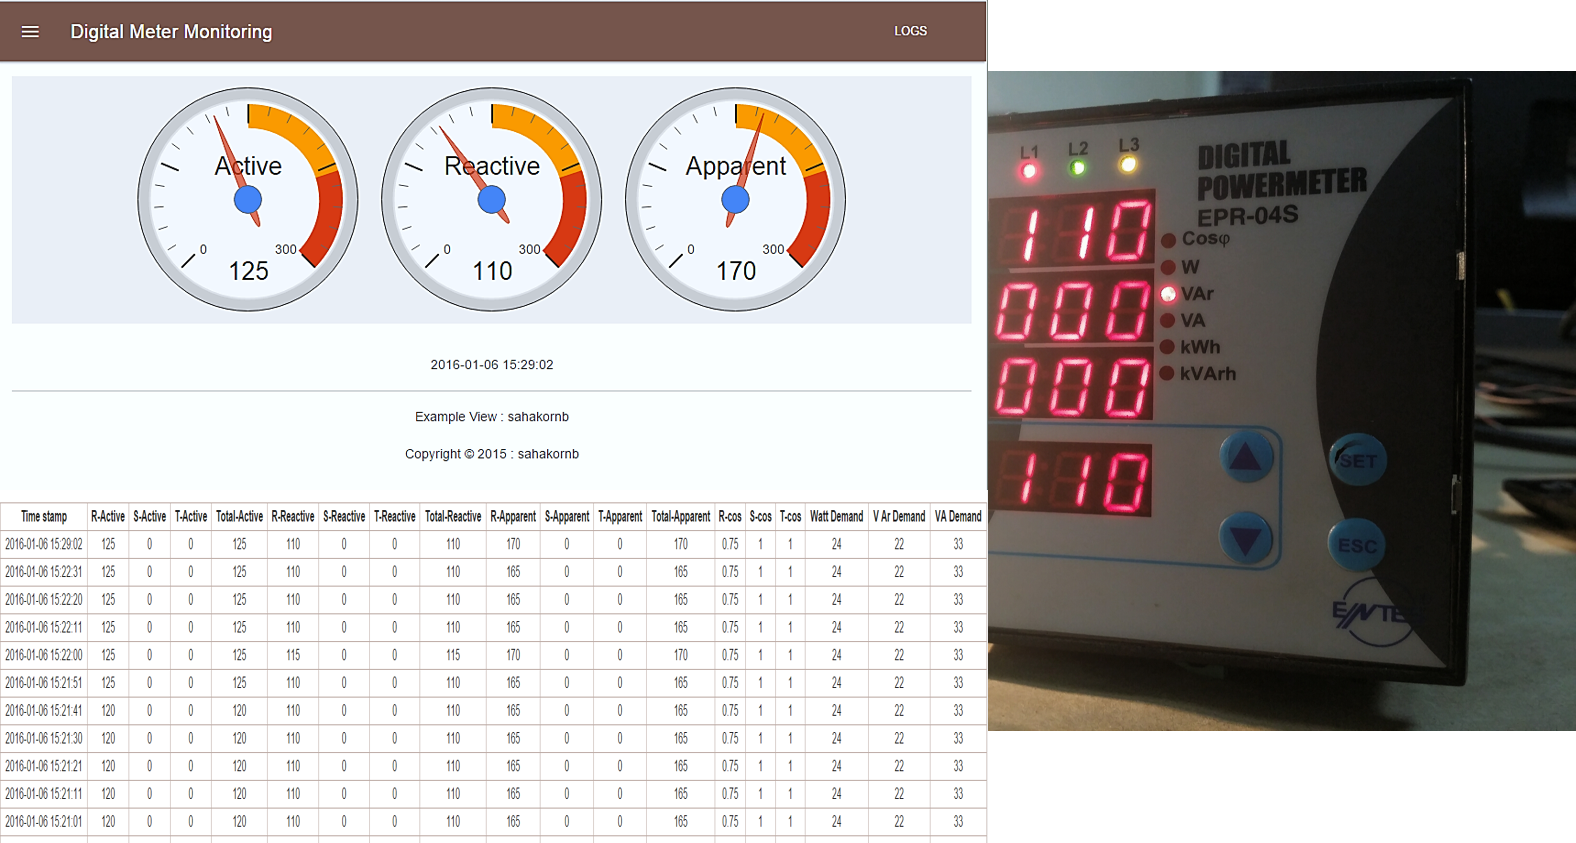 Digital Meter Monitoring
LOGS
Active
0 300
125
Reactive
0 300
110
Apparent
0 300
170
2016-01-06 15:29:02
Example View : sahakornb
Copyright © 2015 : sahakornb
Time stamp R-Active S-Active T-Active Total-Active R-Reactive S-Reactive T-Reactive Total-Reactive R-Apparent S-Apparent T-Apparent Total-Apparent R-cos S-cos T-cos Watt Demand V Ar Demand VA Demand
2016-01-06 15:29:02 125 0 0 125 110 0 0 110 170 0 0 170 0.75 1 1 24 22 33
2016-01-06 15:22:31 125 0 0 125 110 0 0 110 165 0 0 165 0.75 1 1 24 22 33
2016-01-06 15:22:20 125 0 0 125 110 0 0 110 165 0 0 165 0.75 1 1 24 22 33
2016-01-06 15:22:11 125 0 0 125 110 0 0 110 165 0 0 165 0.75 1 1 24 22 33
2016-01-06 15:22:00 125 0 0 125 115 0 0 115 170 0 0 170 0.75 1 1 24 22 33
2016-01-06 15:21:51 125 0 0 125 110 0 0 110 165 0 0 165 0.75 1 1 24 22 33
2016-01-06 15:21:41 120 0 0 120 110 0 0 110 165 0 0 165 0.75 1 1 24 22 33
2016-01-06 15:21:30 120 0 0 120 110 0 0 110 165 0 0 165 0.75 1 1 24 22 33
2016-01-06 15:21:21 120 0 0 120 110 0 0 110 165 0 0 165 0.75 1 1 24 22 33
2016-01-06 15:21:11 120 0 0 120 110 0 0 110 165 0 0 165 0.75 1 1 24 22 33
2016-01-06 15:21:01 120 0 0 120 110 0 0 110 165 0 0 165 0.75 1 1 24 22 33
L1 L2 L3
DIGITAL
POWERMETER
EPR-04S
110
000
000
110
Cosφ
W
VAr
VA
kWh
kVArh
SET
ESC
ENTE